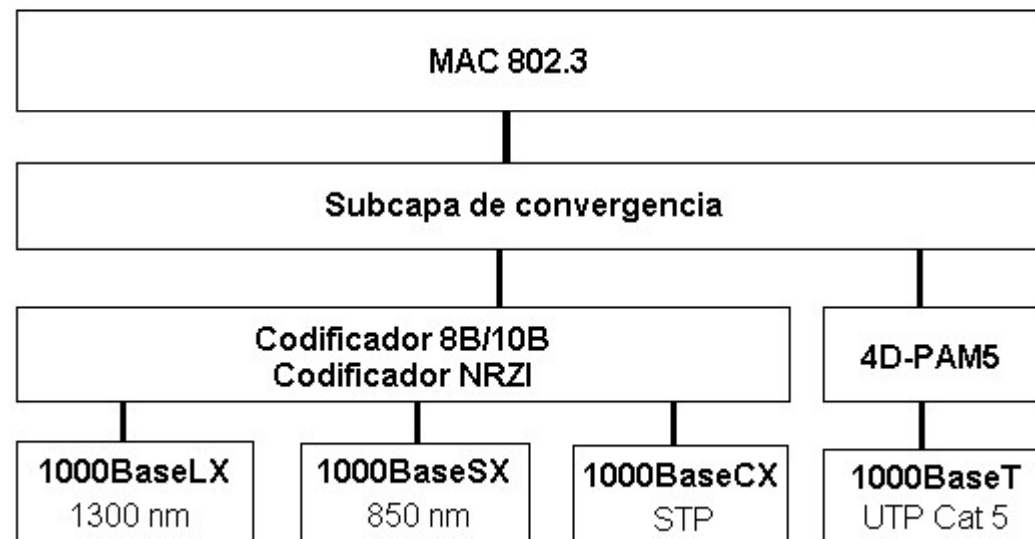 MAC 802.3
Subcapa de convergencia
Codificador 8B/10B
Codificador NRZI
4D-PAM5
1000BaseLX
1300 nm
1000BaseSX
850 nm
1000BaseCX
STP
1000BaseT
UTP Cat 5